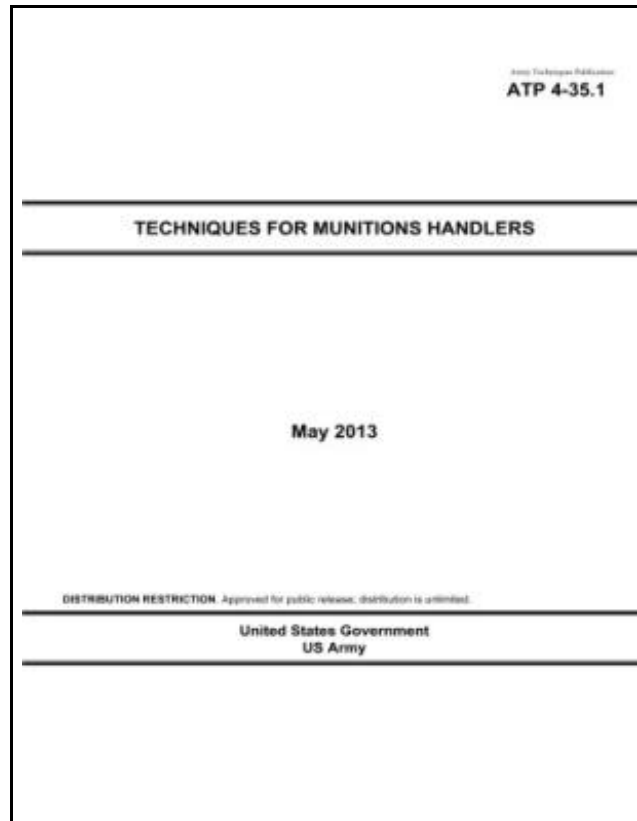 Army Techniques Publication
ATP 4-35.1
TECHNIQUES FOR MUNITIONS HANDLERS
May 2013
DISTRIBUTION RESTRICTION. Approved for public release; distribution is unlimited.
United States Government
US Army